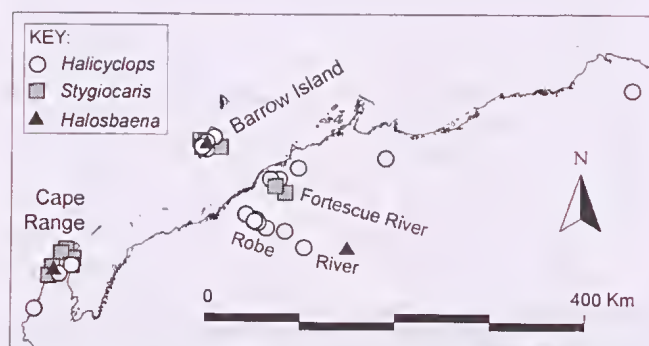 KEY:
Halicyclops
Stygiocaris
Halosbaena
Barrow Island
N
Cape
Range
Fortescue River
Robe
River
0
400 Km